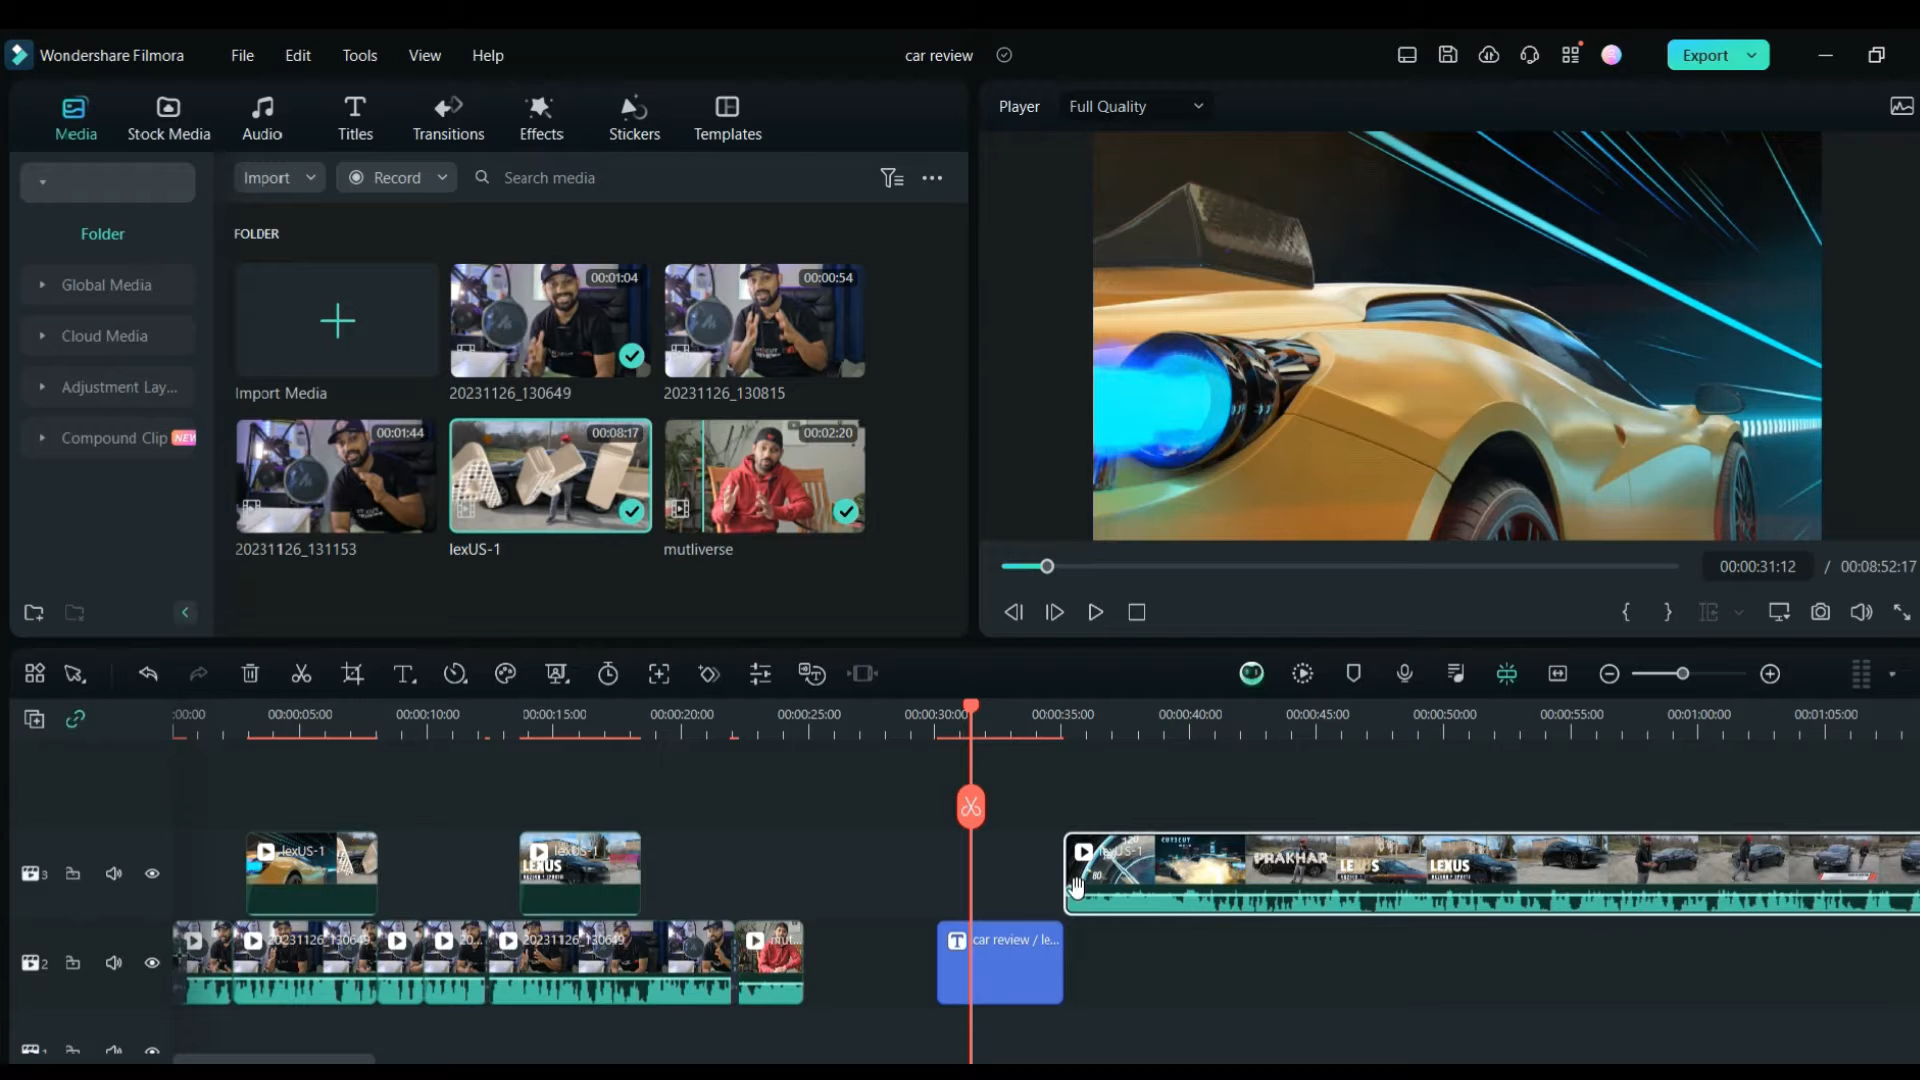 Wondershare Filmora File Edit Tools View Help car review Export
Media Stock Media Audio Titles Transitions Effects Stickers Templates
Player Full Quality
Import Record Search media
Folder
FOLDER
Global Media
Cloud Media
Adjustment Lay...
Compound Clip NEW
00:01:04
00:00:54
Import Media 20231126_130649 20231126_130815
00:01:44
00:08:17
00:02:20
20231126_131153 lexUS-1 mutliverse
00:00:31:12 / 00:08:52:17
:00:00 00:00:05:00 00:00:10:00 00:00:15:00 00:00:20:00 00:00:25:00 00:00:30:00 00:00:35:00 00:00:40:00 00:00:45:00 00:00:50:00 00:00:55:00 00:01:00:00 00:01:05:00
3
lexUS-1
lexUS-1
LEXUS
PRAKHAR
LEXUS
80
2
20231126_130649
20...
20231126_130649
mut...
car review / le...
1